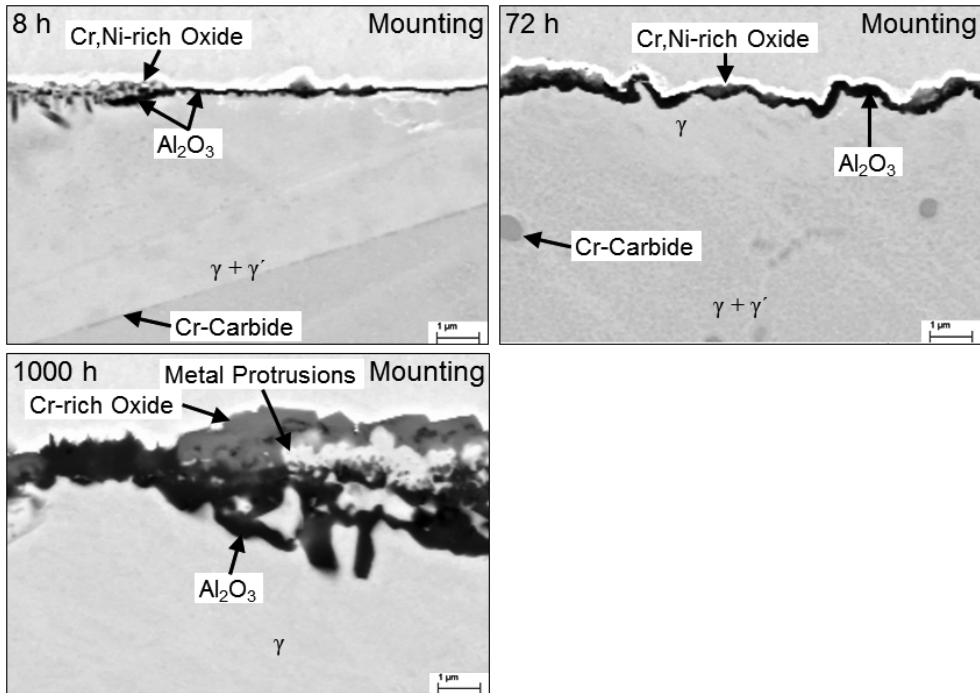 8 h
Mounting
Cr,Ni-rich Oxide
Al₂O₃
γ + γ´
Cr-Carbide
1 µm
72 h
Mounting
Cr,Ni-rich Oxide
γ
Al₂O₃
Cr-Carbide
γ + γ´
1 µm
1000 h
Metal Protrusions
Mounting
Cr-rich Oxide
Al₂O₃
γ
1 µm